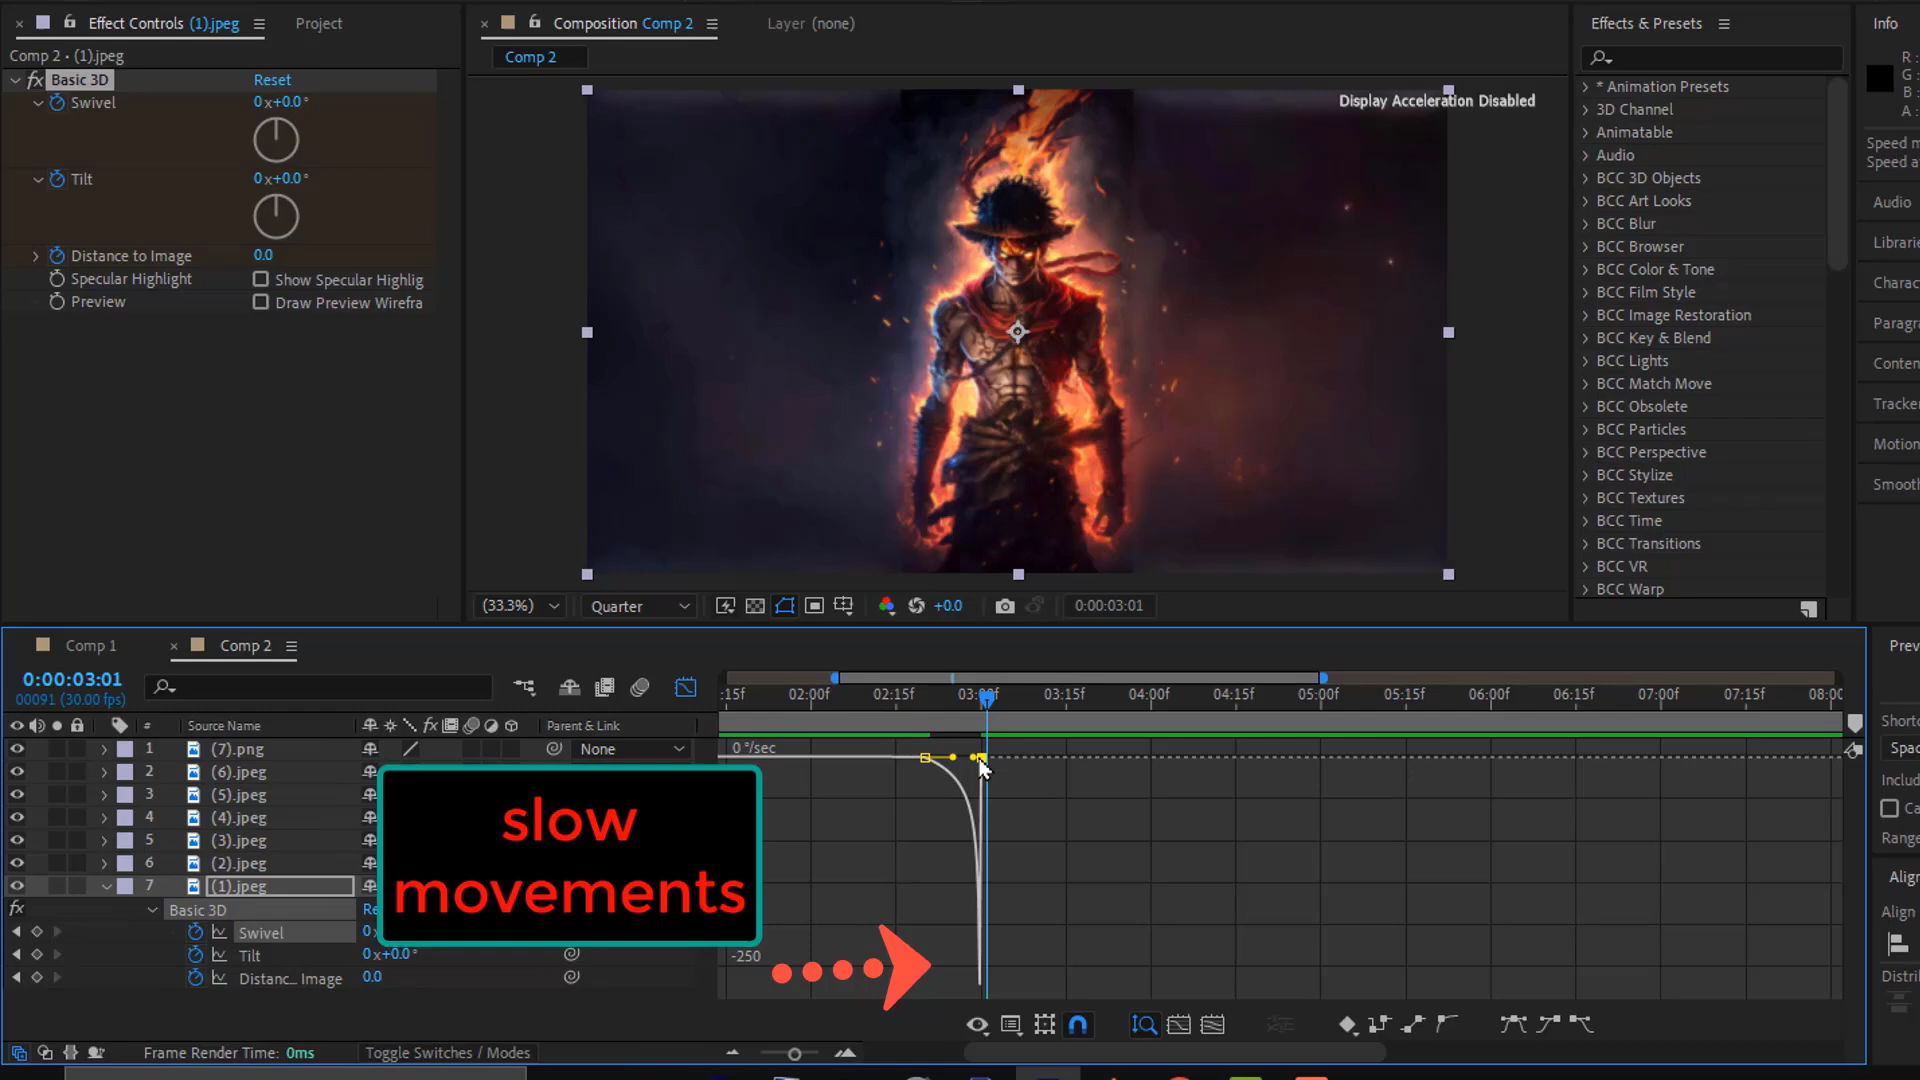 Effect Controls (1).jpeg
Project
Comp 2 • (1).jpeg
fx Basic 3D Reset
Swivel 0 x+0.0 °
Tilt 0 x+0.0 °
Distance to Image 0.0
Specular Highlight Show Specular Highlig
Preview Draw Preview Wirefra
Composition Comp 2
Layer (none)
Comp 2
Display Acceleration Disabled
(33.3%) Quarter +0.0 0:00:03:01
Effects & Presets
* Animation Presets
3D Channel
Animatable
Audio
BCC 3D Objects
BCC Art Looks
BCC Blur
BCC Browser
BCC Color & Tone
BCC Film Style
BCC Image Restoration
BCC Key & Blend
BCC Lights
BCC Match Move
BCC Obsolete
BCC Particles
BCC Perspective
BCC Stylize
BCC Textures
BCC Time
BCC Transitions
BCC VR
BCC Warp
Info
R :
G :
B :
A :
Speed m
Speed a
Audio
Librarie
Charac
Paragra
Conten
Tracke
Motion
Smoot
Comp 1
Comp 2
0:00:03:01
00091 (30.00 fps)
:15f 02:00f 02:15f 03:00f 03:15f 04:00f 04:15f 05:00f 05:15f 06:00f 06:15f 07:00f 07:15f 08:00
# Source Name fx Parent & Link
1 (7).png None
2 (6).jpeg
3 (5).jpeg
4 (4).jpeg
5 (3).jpeg
6 (2).jpeg
7 (1).jpeg
fx Basic 3D Re
Swivel 0
Tilt 0 x+0.0 °
Distanc... Image 0.0
0 °/sec
-250
slow
movements
Frame Render Time: 0ms
Toggle Switches / Modes
Prev
Shortc
Spac
Includ
Ca
Range
Align
Align
Distri